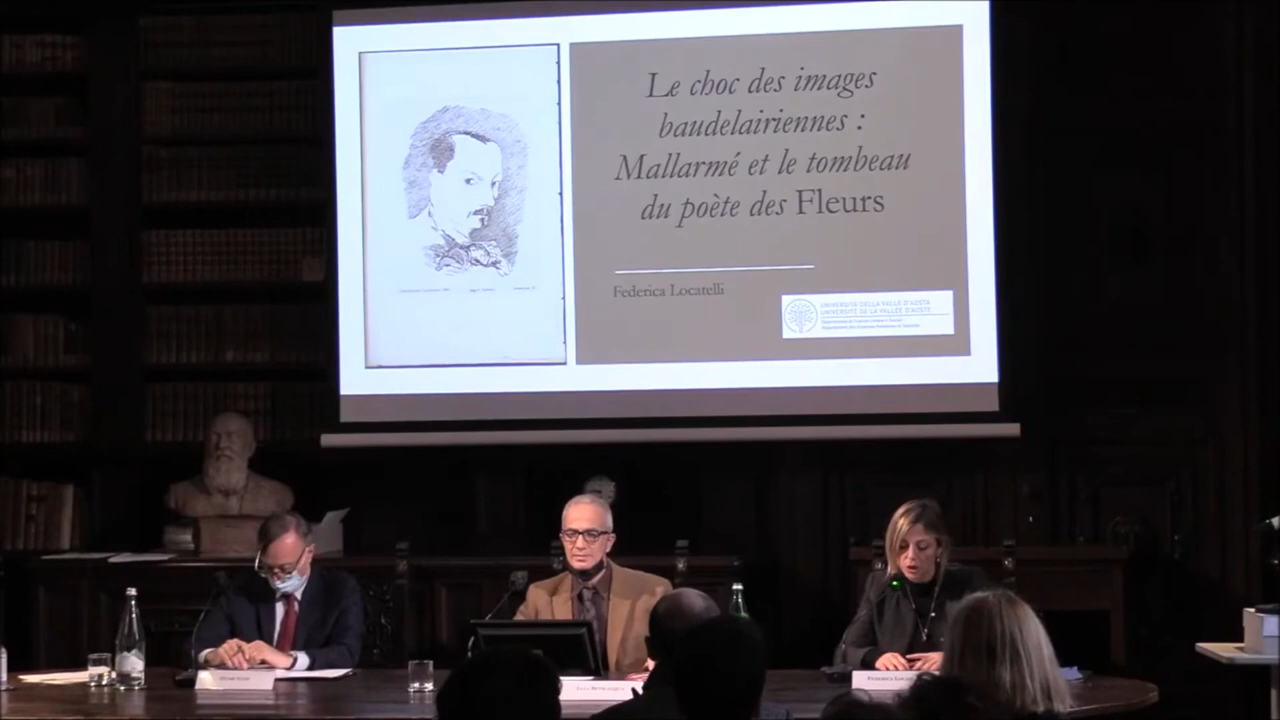 Le choc des images
baudelairiennes :
Mallarmé et le tombeau
du poète des Fleurs
Federica Locatelli
UNIVERSITÀ DELLA VALLE D'AOSTA
UNIVERSITÉ DE LA VALLÉE D'AOSTE
Federica